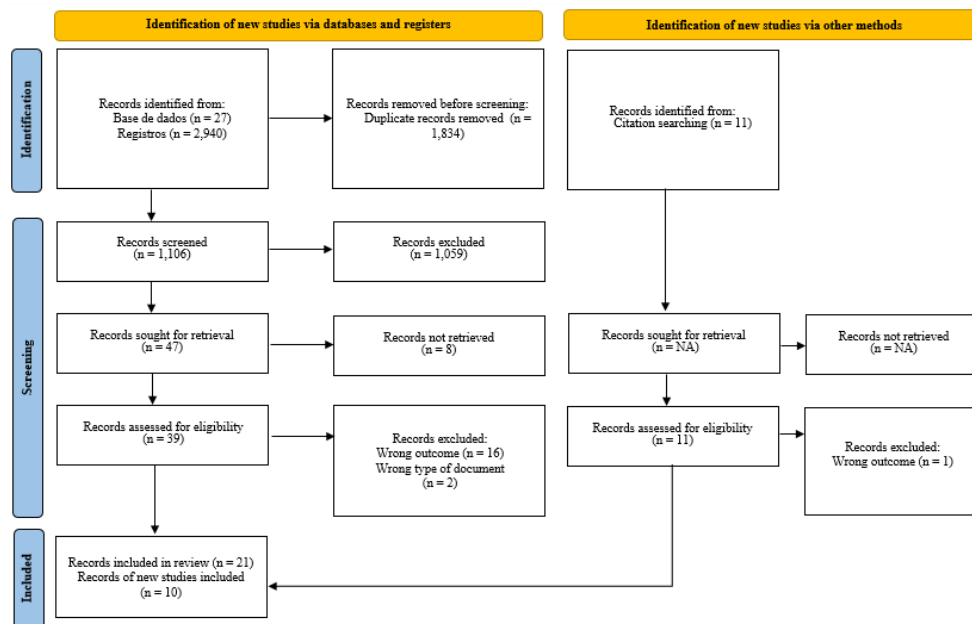 Identification of new studies via databases and registers
Identification of new studies via other methods
Identification
Records identified from:
Base de dados (n = 27)
Registros (n = 2,940)
Records removed before screening:
Duplicate records removed (n =
1,834)
Records identified from:
Citation searching (n = 11)
Screening
Records screened
(n = 1,106)
Records excluded
(n = 1,059)
Records sought for retrieval
(n = 47)
Records not retrieved
(n = 8)
Records sought for retrieval
(n = NA)
Records not retrieved
(n = NA)
Records assessed for eligibility
(n = 39)
Records excluded:
Wrong outcome (n = 16)
Wrong type of document
(n = 2)
Records assessed for eligibility
(n = 11)
Records excluded:
Wrong outcome (n = 1)
Included
Records included in review (n = 21)
Records of new studies included
(n = 10)